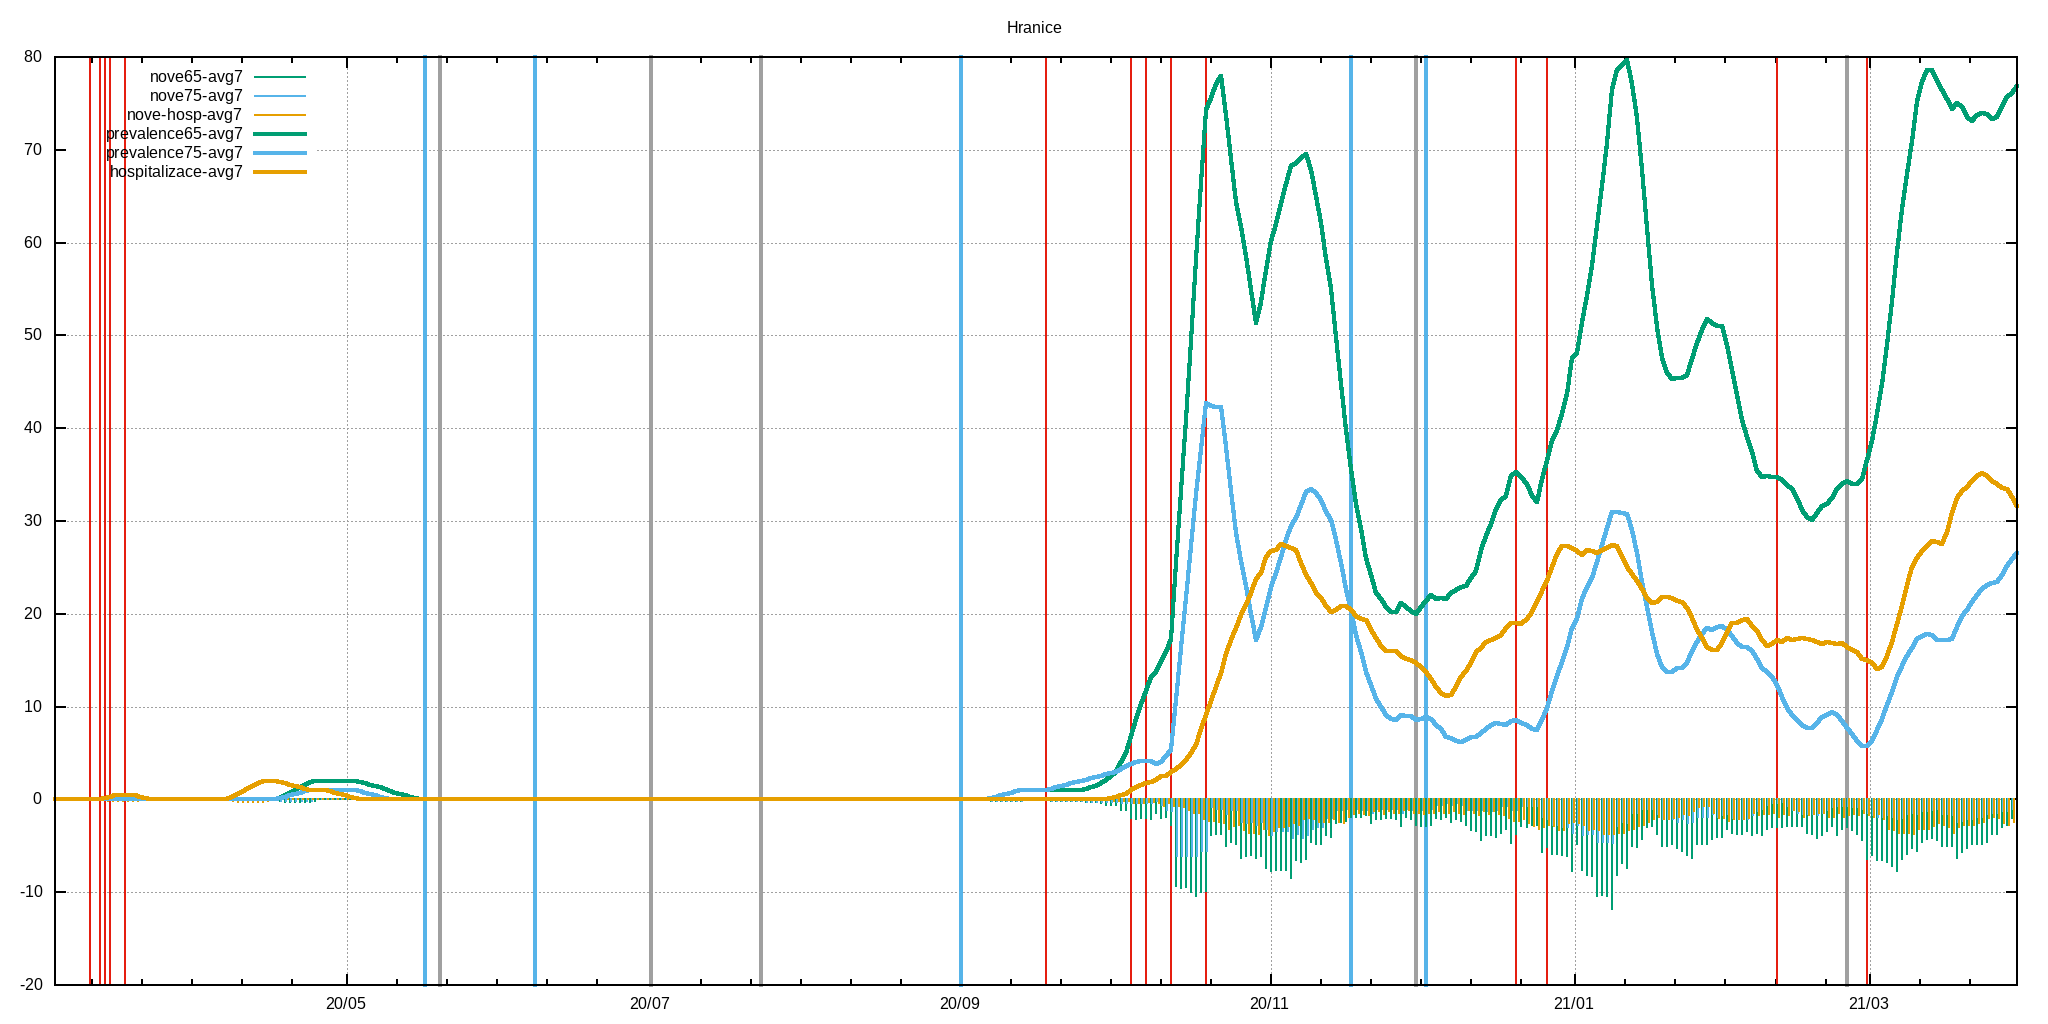 Hranice
80
70
60
50
40
30
20
10
0
-10
-20
nove65-avg7
nove75-avg7
nove-hosp-avg7
prevalence65-avg7
prevalence75-avg7
hospitalizace-avg7
20/05 20/07 20/09 20/11 21/01 21/03